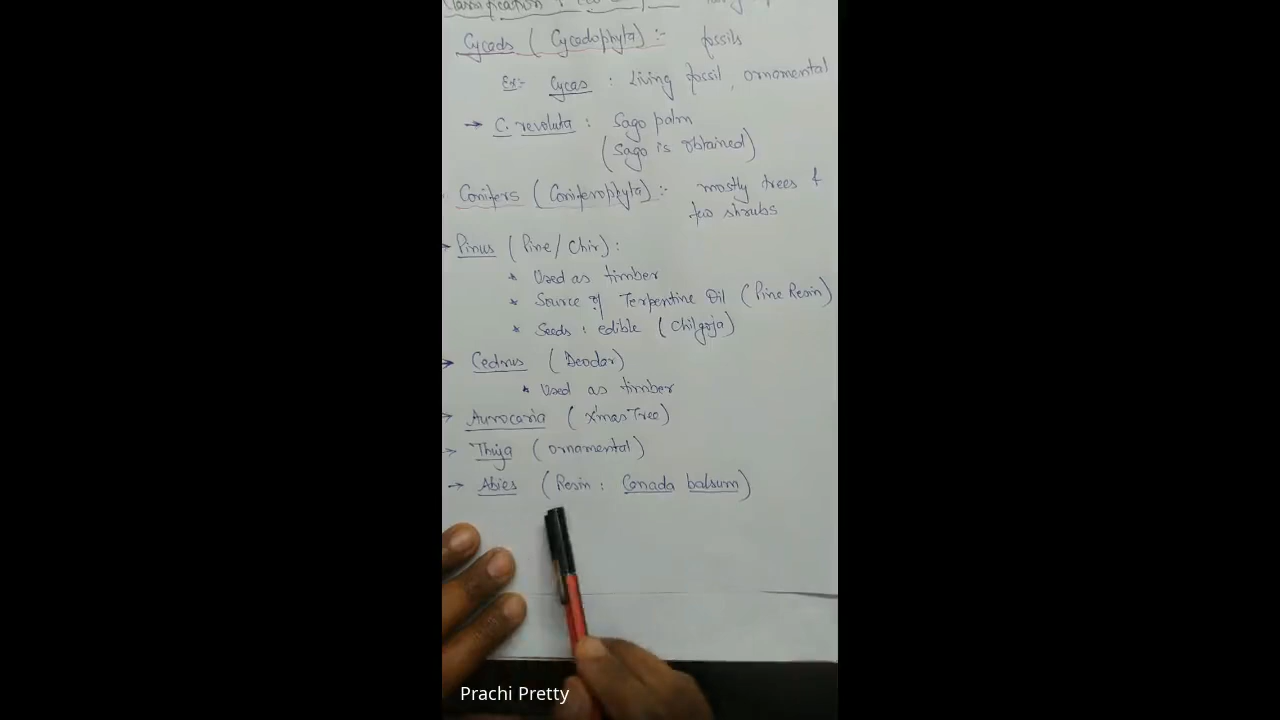 Classification :
Cycads ( Cycadophyta) :- fossils
Ex:- Cycas : Living fossil, ornamental
→ C. revoluta : Sago palm
(Sago is obtained)
Conifers ( Coniferophyta) :- mostly trees &
few shrubs
→ Pinus ( Pine / Chir) :
* Used as timber
* Source of Terpentine Oil ( Pine Resin)
* Seeds : edible ( Chilgoja)
→ Cedrus ( Deodar)
* Used as timber
→ Aurocaria ( X'mas Tree)
→ Thuja ( ornamental)
→ Abies ( Resin : Canada balsum)
Prachi Pretty